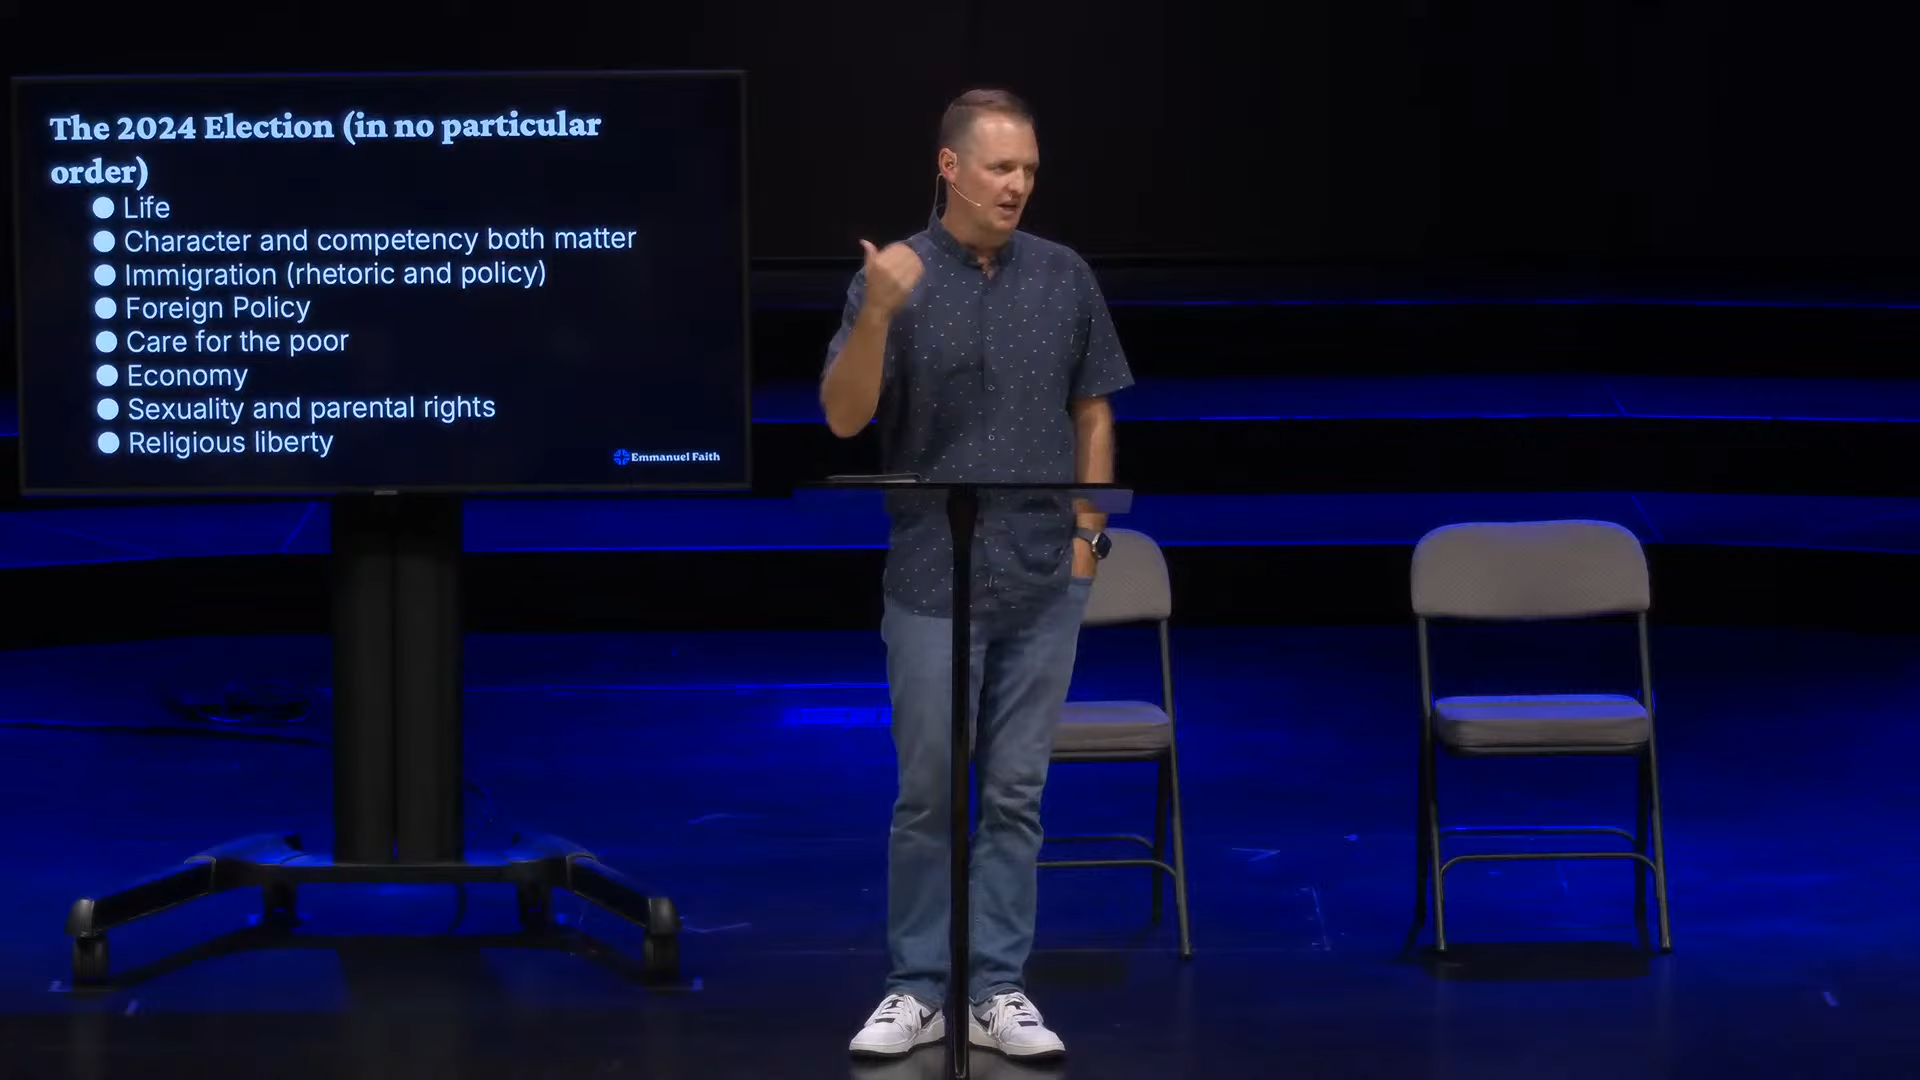 The 2024 Election (in no particular
order)
● Life
● Character and competency both matter
● Immigration (rhetoric and policy)
● Foreign Policy
● Care for the poor
● Economy
● Sexuality and parental rights
● Religious liberty
Emmanuel Faith